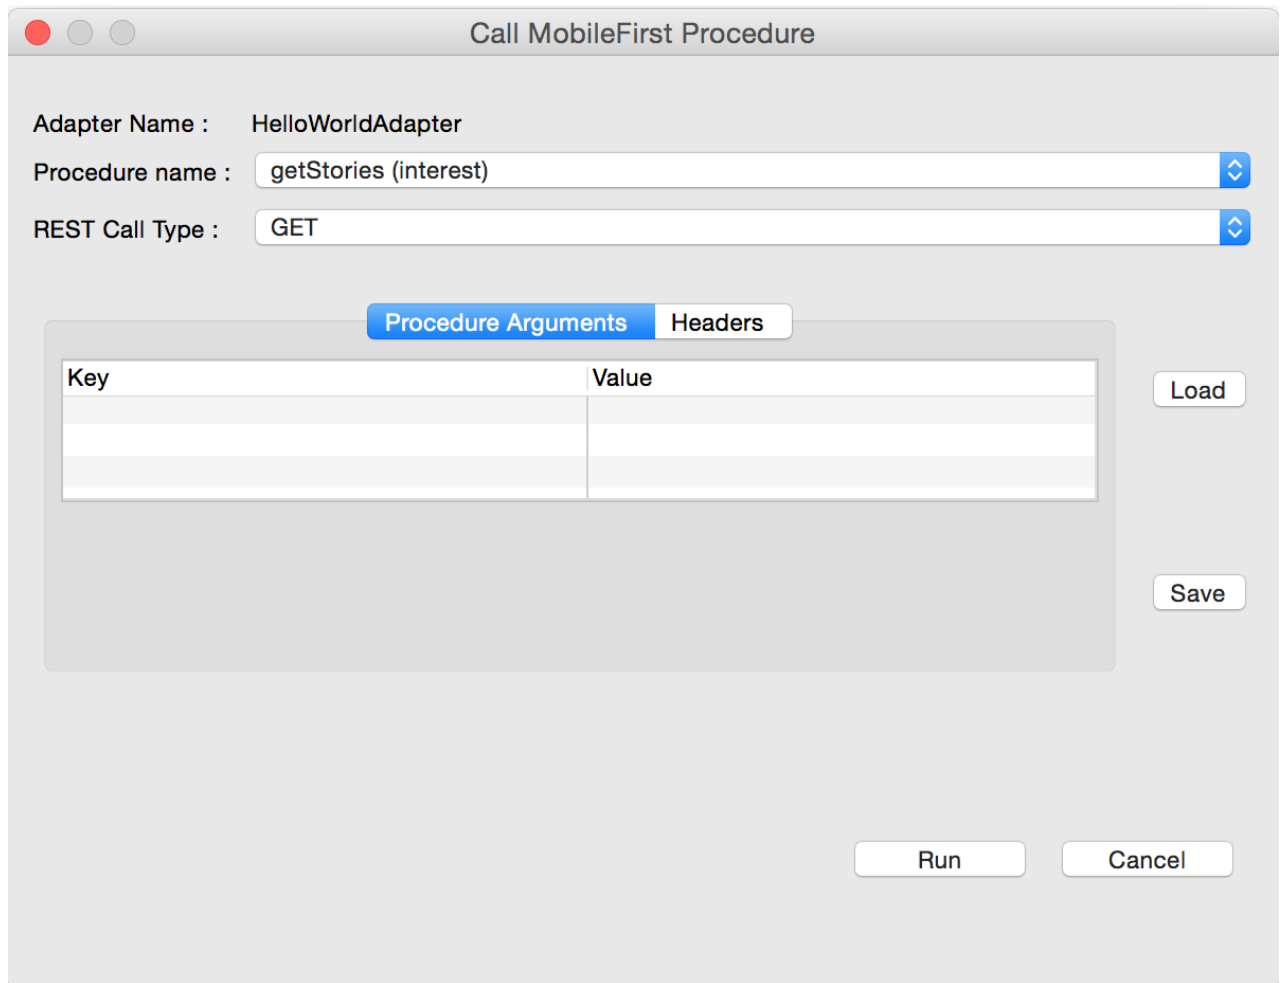 Call MobileFirst Procedure
Adapter Name : HelloWorldAdapter
Procedure name : getStories (interest)
REST Call Type : GET
Procedure Arguments Headers
Key Value
Load
Save
Run Cancel